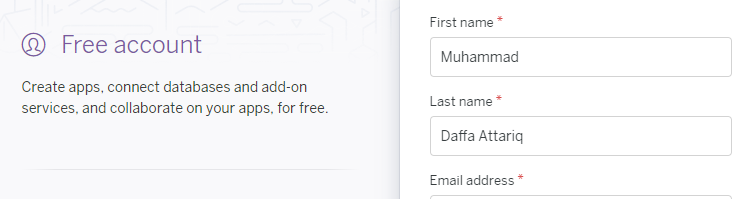 Free account
Create apps, connect databases and add-on
services, and collaborate on your apps, for free.
First name *
Muhammad
Last name *
Daffa Attariq
Email address *